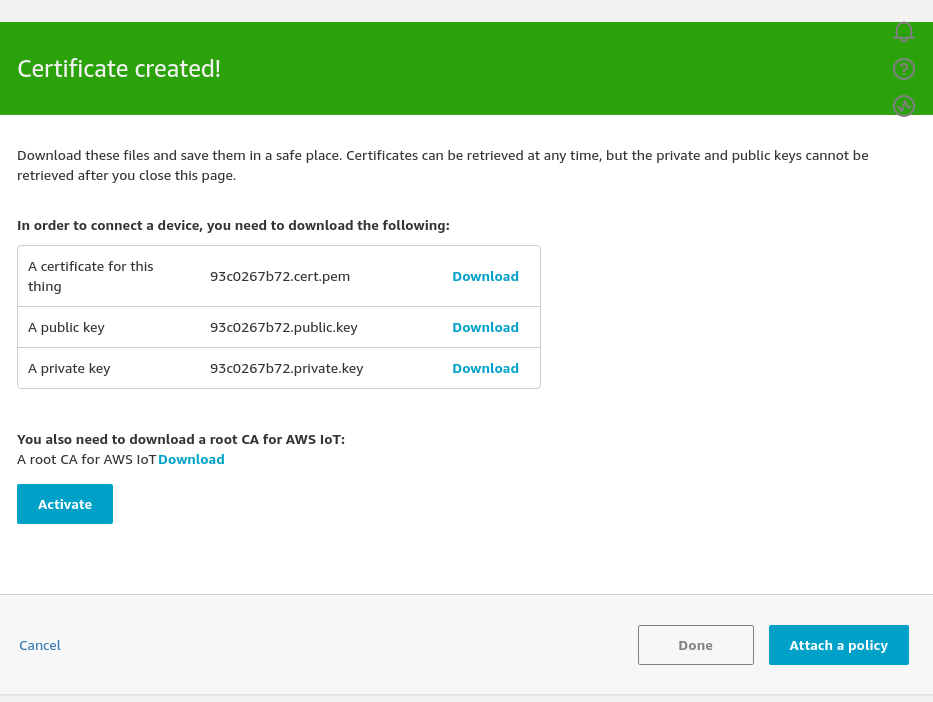 Certificate created!
Download these files and save them in a safe place. Certificates can be retrieved at any time, but the private and public keys cannot be
retrieved after you close this page.
In order to connect a device, you need to download the following:
A certificate for this
thing
93c0267b72.cert.pem
Download
A public key
93c0267b72.public.key
Download
A private key
93c0267b72.private.key
Download
You also need to download a root CA for AWS IoT:
A root CA for AWS IoT Download
Activate
Cancel
Done
Attach a policy